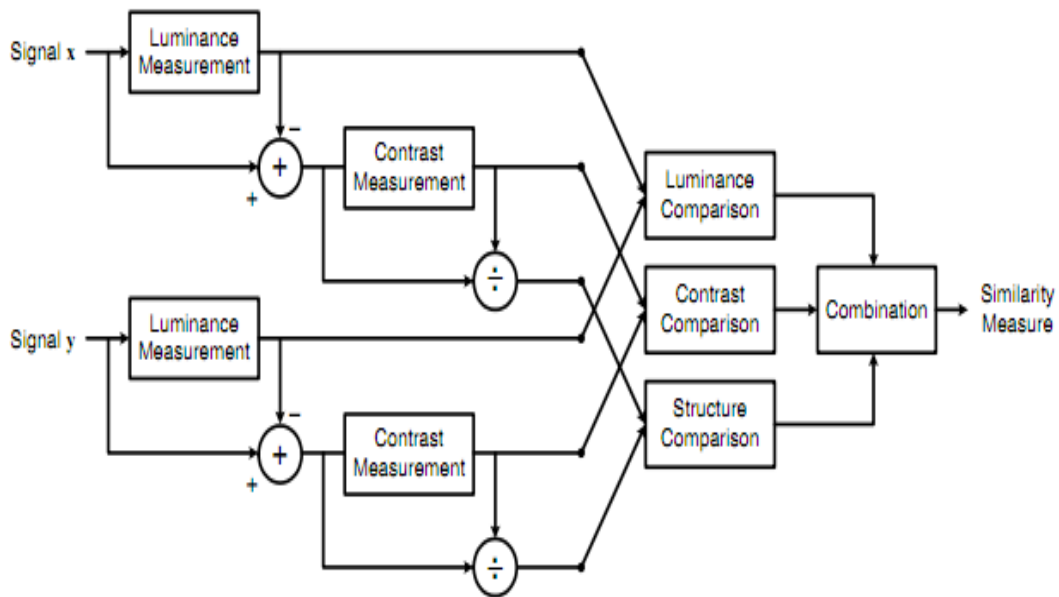 Signal x
Luminance
Measurement
−
+
+
Contrast
Measurement
÷
Signal y
Luminance
Measurement
−
+
+
Contrast
Measurement
÷
Luminance
Comparison
Contrast
Comparison
Structure
Comparison
Combination
Similarity
Measure